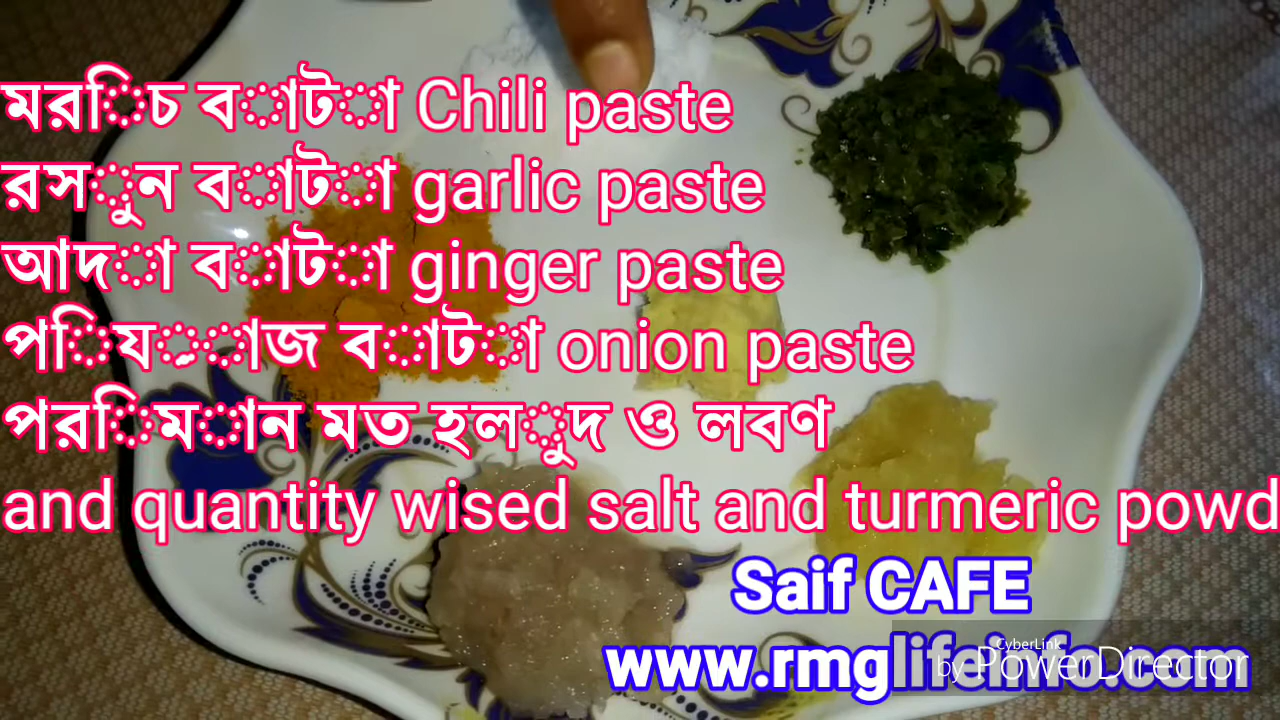 মরিচ বাটা Chili paste
রসুন বাটা garlic paste
আদা বাটা ginger paste
পিয়াজ বাটা onion paste
পরিমান মত হলুদ ও লবণ
and quantity wised salt and turmeric powd
Saif CAFE
www.rmglifeinfo.com
CyberLink
by PowerDirector